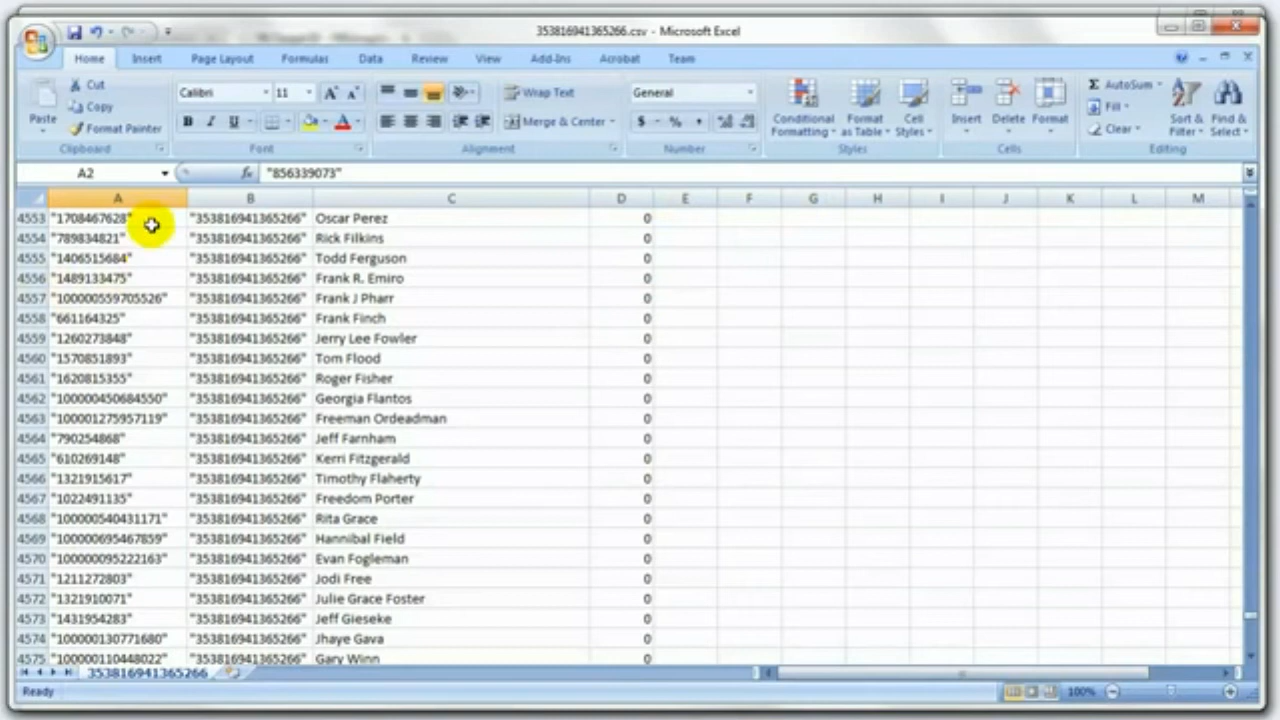 353816941365266.csv - Microsoft Excel
Home Insert Page Layout Formulas Data Review View Add-Ins Acrobat Team
Paste Cut Copy Format Painter Clipboard
Calibri 11 A A B I U A Font
Wrap Text Merge & Center Alignment
General $ % , Number
Conditional Formatting Format as Table Cell Styles Styles
Insert Delete Format Cells
Σ AutoSum Fill Clear Sort & Filter Find & Select Editing
A2 fx "856339073"
A B C D E F G H I J K L M
4553 "1708467628" "353816941365266" Oscar Perez 0
4554 "789834821" "353816941365266" Rick Filkins 0
4555 "1406515684" "353816941365266" Todd Ferguson 0
4556 "1489133475" "353816941365266" Frank R. Emiro 0
4557 "100000559705526" "353816941365266" Frank J Pharr 0
4558 "661164325" "353816941365266" Frank Finch 0
4559 "1260273848" "353816941365266" Jerry Lee Fowler 0
4560 "1570851893" "353816941365266" Tom Flood 0
4561 "1620815355" "353816941365266" Roger Fisher 0
4562 "100000450684550" "353816941365266" Georgia Flantos 0
4563 "100001275957119" "353816941365266" Freeman Ordeadman 0
4564 "790254868" "353816941365266" Jeff Farnham 0
4565 "610269148" "353816941365266" Kerri Fitzgerald 0
4566 "1321915617" "353816941365266" Timothy Flaherty 0
4567 "1022491135" "353816941365266" Freedom Porter 0
4568 "100000540431171" "353816941365266" Rita Grace 0
4569 "100000695467859" "353816941365266" Hannibal Field 0
4570 "100000095222163" "353816941365266" Evan Fogleman 0
4571 "1211272803" "353816941365266" Jodi Free 0
4572 "1321910071" "353816941365266" Julie Grace Foster 0
4573 "1431954283" "353816941365266" Jeff Gieseke 0
4574 "100000130771680" "353816941365266" Jhaye Gava 0
4575 "100000110448022" "353816941365266" Gary Winn 0
353816941365266
Ready 100%